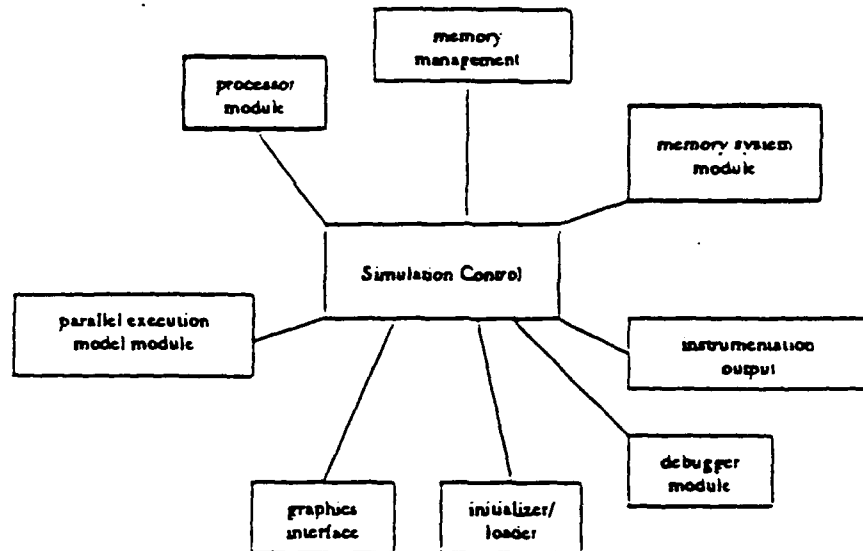 memory
management
processor
module
memory system
module
Simulation Control
parallel execution
model module
instrumentation
output
debugger
module
graphics
interface
initializer/
loader